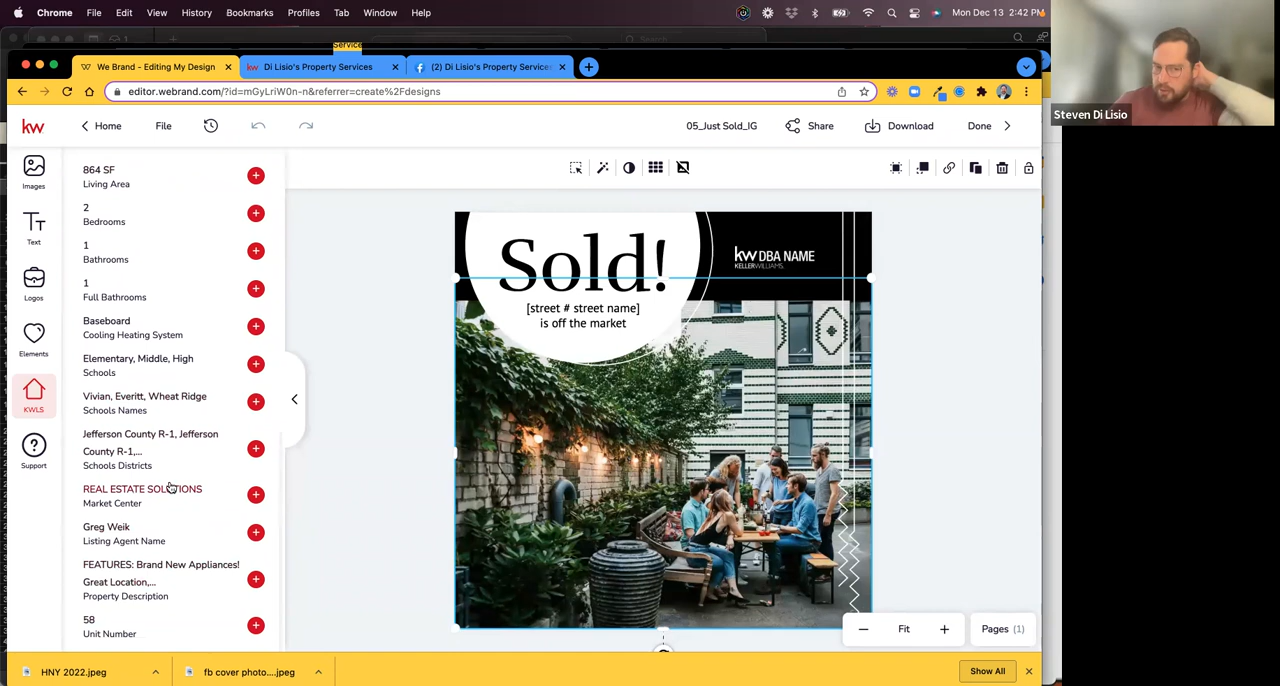 Chrome File Edit View History Bookmarks Profiles Tab Window Help Mon Dec 13 2:42 PM
Search
Service
We Brand - Editing My Design
Di Lisio's Property Services
(2) Di Lisio's Property Service
editor.webrand.com/?id=mGyLriW0n-n&referrer=create%2Fdesigns
Steven Di Lisio
kw Home File 05_Just Sold_IG Share Download Done
Images
Text
Logos
Elements
KWLS
Support
864 SF
Living Area
2
Bedrooms
1
Bathrooms
1
Full Bathrooms
Baseboard
Cooling Heating System
Elementary, Middle, High
Schools
Vivian, Everitt, Wheat Ridge
Schools Names
Jefferson County R-1, Jefferson
County R-1,...
Schools Districts
REAL ESTATE SOLUTIONS
Market Center
Greg Weik
Listing Agent Name
FEATURES: Brand New Appliances!
Great Location,...
Property Description
58
Unit Number
Sold!
[street # street name]
is off the market
kw DBA NAME
KELLERWILLIAMS.
Fit
Pages (1)
HNY 2022.jpeg
fb cover photo....jpeg
Show All